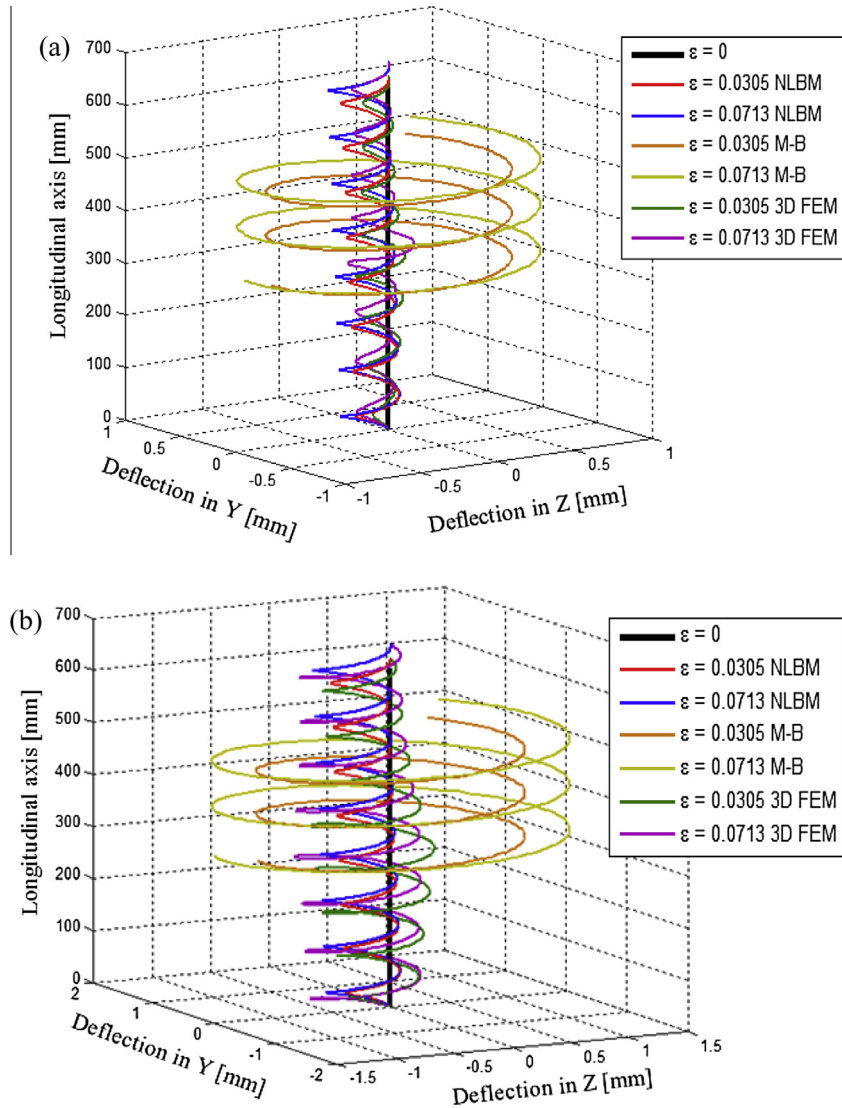 (a)
700
600
500
400
300
200
100
0
Longitudinal axis [mm]
1
0.5
0
-0.5
-1
Deflection in Y [mm]
-1
-0.5
0
0.5
1
Deflection in Z [mm]
ε = 0
ε = 0.0305 NLBM
ε = 0.0713 NLBM
ε = 0.0305 M-B
ε = 0.0713 M-B
ε = 0.0305 3D FEM
ε = 0.0713 3D FEM
(b)
700
600
500
400
300
200
100
0
Longitudinal axis [mm]
2
1
0
-1
-2
Deflection in Y [mm]
-1.5
-1
-0.5
0
0.5
1
1.5
Deflection in Z [mm]
ε = 0
ε = 0.0305 NLBM
ε = 0.0713 NLBM
ε = 0.0305 M-B
ε = 0.0713 M-B
ε = 0.0305 3D FEM
ε = 0.0713 3D FEM